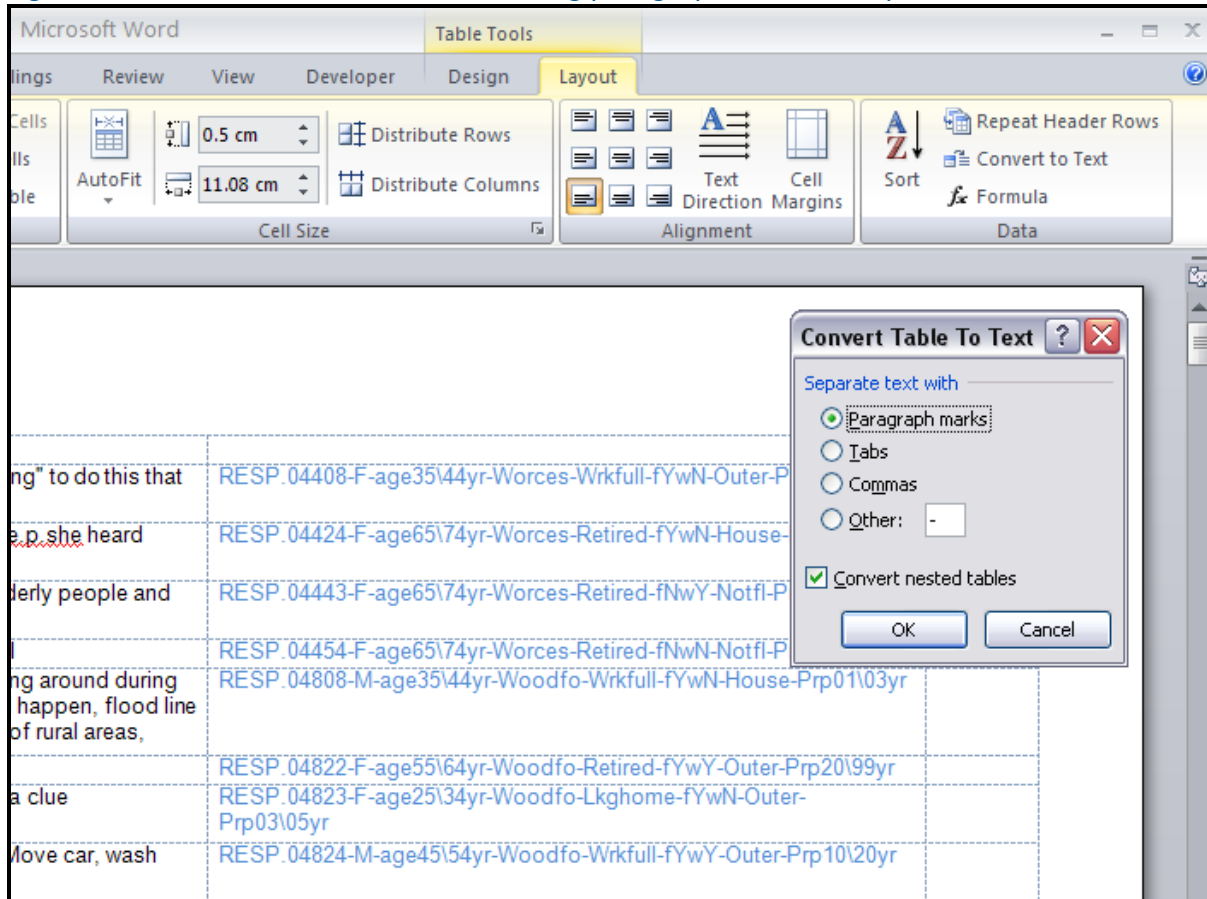 Microsoft Word
Table Tools
lings Review View Developer Design Layout
Cells
lls
ble
AutoFit
0.5 cm
Distribute Rows
11.08 cm
Distribute Columns
Cell Size
Text
Direction
Cell
Margins
Alignment
A
Z
Sort
Repeat Header Rows
Convert to Text
fx Formula
Data
Convert Table To Text
Separate text with
Paragraph marks
Tabs
Commas
Other: -
Convert nested tables
OK Cancel
ng" to do this that RESP.04408-F-age35\44yr-Worces-Wrkfull-fYwN-Outer-P
e.p.she heard RESP.04424-F-age65\74yr-Worces-Retired-fYwN-House-
derly people and RESP.04443-F-age65\74yr-Worces-Retired-fNwY-Notfl-P
l RESP.04454-F-age65\74yr-Worces-Retired-fNwN-Notfl-P
ng around during RESP.04808-M-age35\44yr-Woodfo-Wrkfull-fYwN-House-Prp01\03yr
happen, flood line
of rural areas,
RESP.04822-F-age55\64yr-Woodfo-Retired-fYwY-Outer-Prp20\99yr
a clue RESP.04823-F-age25\34yr-Woodfo-Lkghome-fYwN-Outer-
Prp03\05yr
Move car, wash RESP.04824-M-age45\54yr-Woodfo-Wrkfull-fYwY-Outer-Prp10\20yr